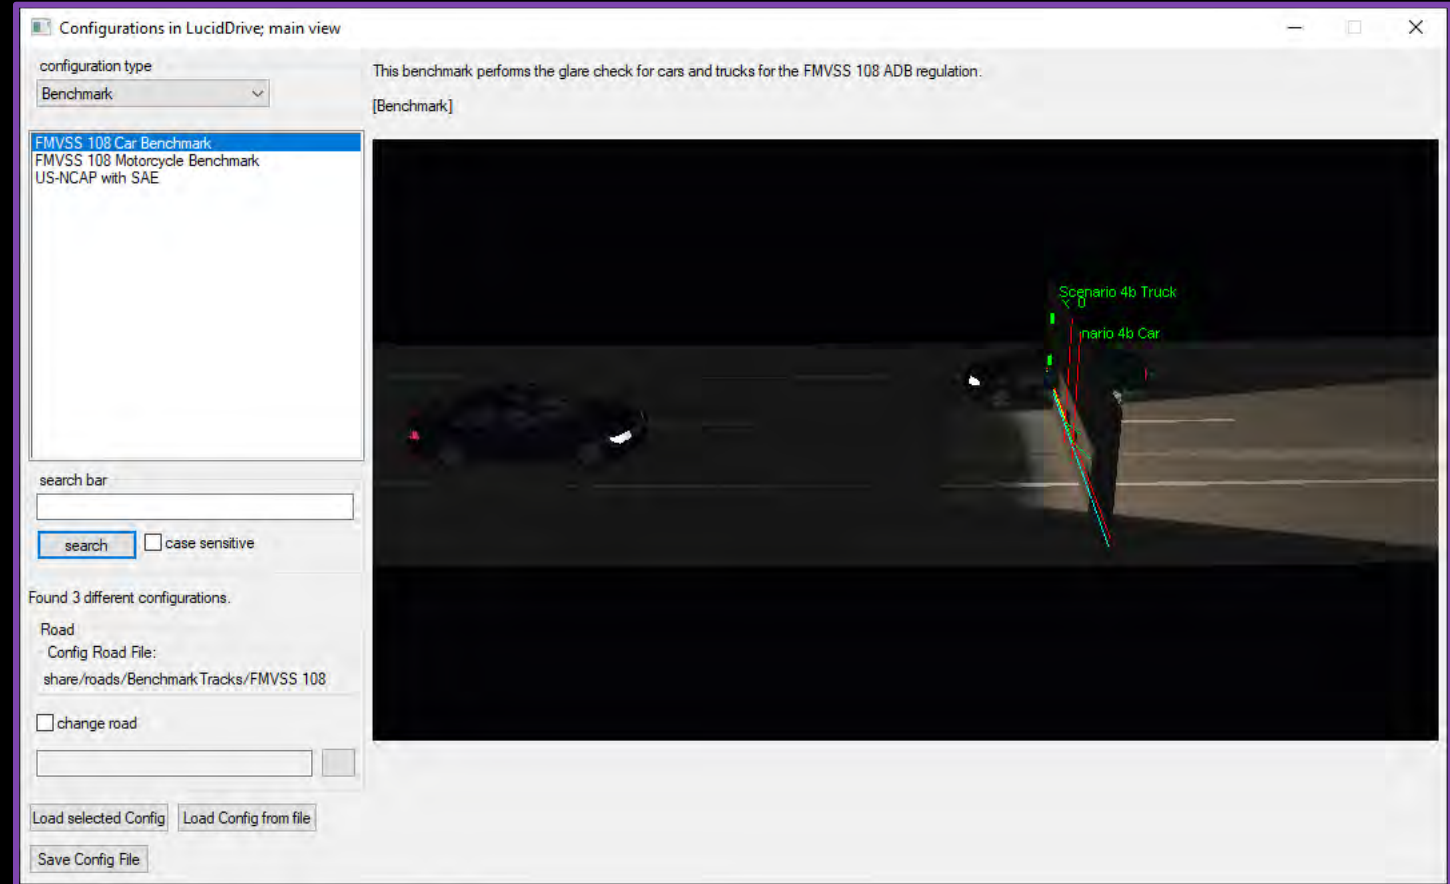 Configurations in LucidDrive; main view
configuration type
Benchmark
FMVSS 108 Car Benchmark
FMVSS 108 Motorcycle Benchmark
US-NCAP with SAE
search bar
search
case sensitive
Found 3 different configurations.
Road
Config Road File:
share/roads/BenchmarkTracks/FMVSS 108
change road
Load selected Config
Load Config from file
Save Config File
This benchmark performs the glare check for cars and trucks for the FMVSS 108 ADB regulation.
[Benchmark]
Scenario 4b Truck
nario 4b Car